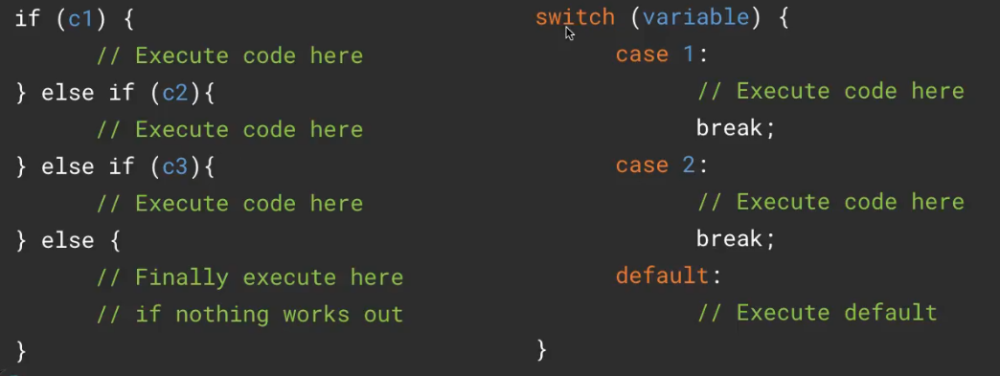 if (c1) {
// Execute code here
} else if (c2){
// Execute code here
} else if (c3){
// Execute code here
} else {
// Finally execute here
// if nothing works out
}
switch (variable) {
case 1:
// Execute code here
break;
case 2:
// Execute code here
break;
default:
// Execute default
}